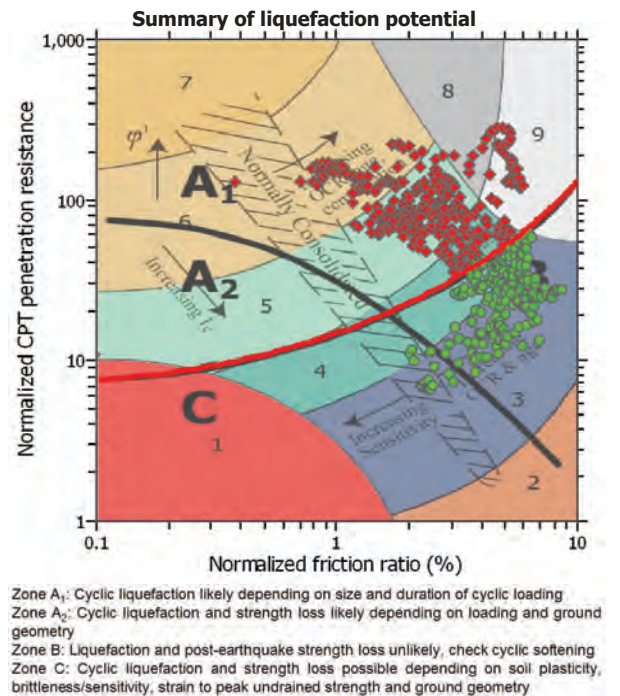 Summary of liquefaction potential
1,000
100
10
1
0.1
1
10
Normalized CPT penetration resistance
Normalized friction ratio (%)
7
8
9
φ'
A1
6
Normally Consolidated
OCR
A2
Increasing Ic
5
4
C
1
Increasing
Sensitivity
3
2
Zone A1: Cyclic liquefaction likely depending on size and duration of cyclic loading
Zone A2: Cyclic liquefaction and strength loss likely depending on loading and ground
geometry
Zone B: Liquefaction and post-earthquake strength loss unlikely, check cyclic softening
Zone C: Cyclic liquefaction and strength loss possible depending on soil plasticity,
brittleness/sensitivity, strain to peak undrained strength and ground geometry